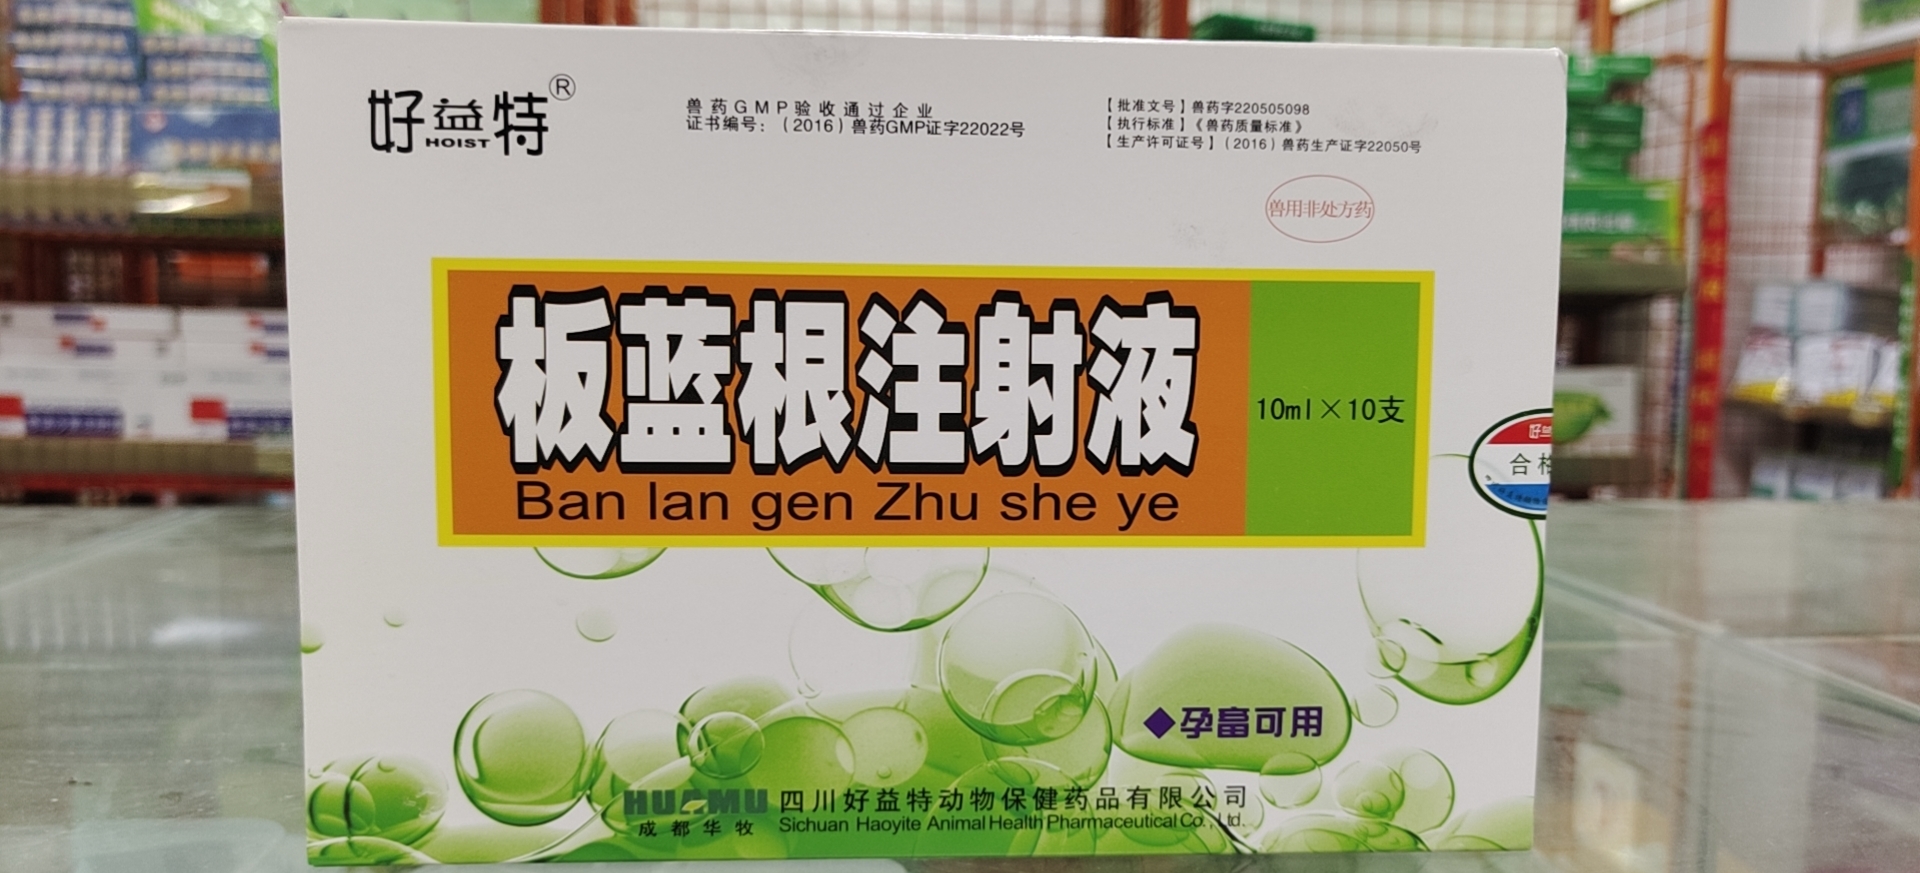 好益特®
HOIST
兽药GMP验收通过企业
证书编号：（2016）兽药GMP证字22022号
【批准文号】兽药字220505098
【执行标准】《兽药质量标准》
【生产许可证号】（2016）兽药生产证字22050号
兽用非处方药
板蓝根注射液
Ban lan gen Zhu she ye
10ml×10支
合格
◆孕畜可用
HUAMU
成都华牧
四川好益特动物保健药品有限公司
Sichuan Haoyite Animal Health Pharmaceutical Co., Ltd.